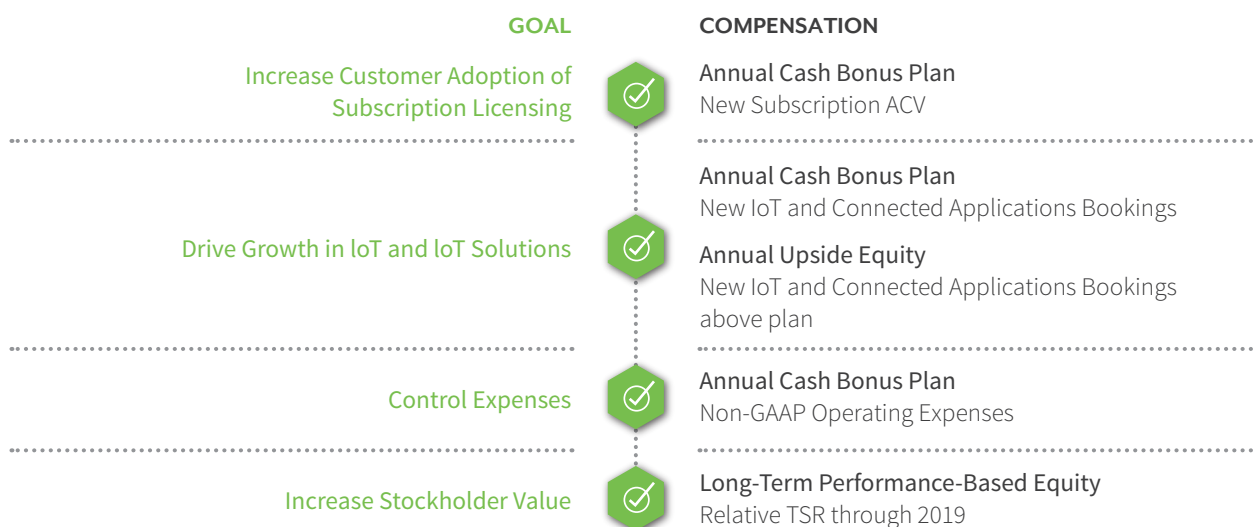 GOAL
COMPENSATION
Increase Customer Adoption of
Subscription Licensing
Annual Cash Bonus Plan
New Subscription ACV
Drive Growth in IoT and IoT Solutions
Annual Cash Bonus Plan
New IoT and Connected Applications Bookings
Annual Upside Equity
New IoT and Connected Applications Bookings
above plan
Control Expenses
Annual Cash Bonus Plan
Non-GAAP Operating Expenses
Increase Stockholder Value
Long-Term Performance-Based Equity
Relative TSR through 2019